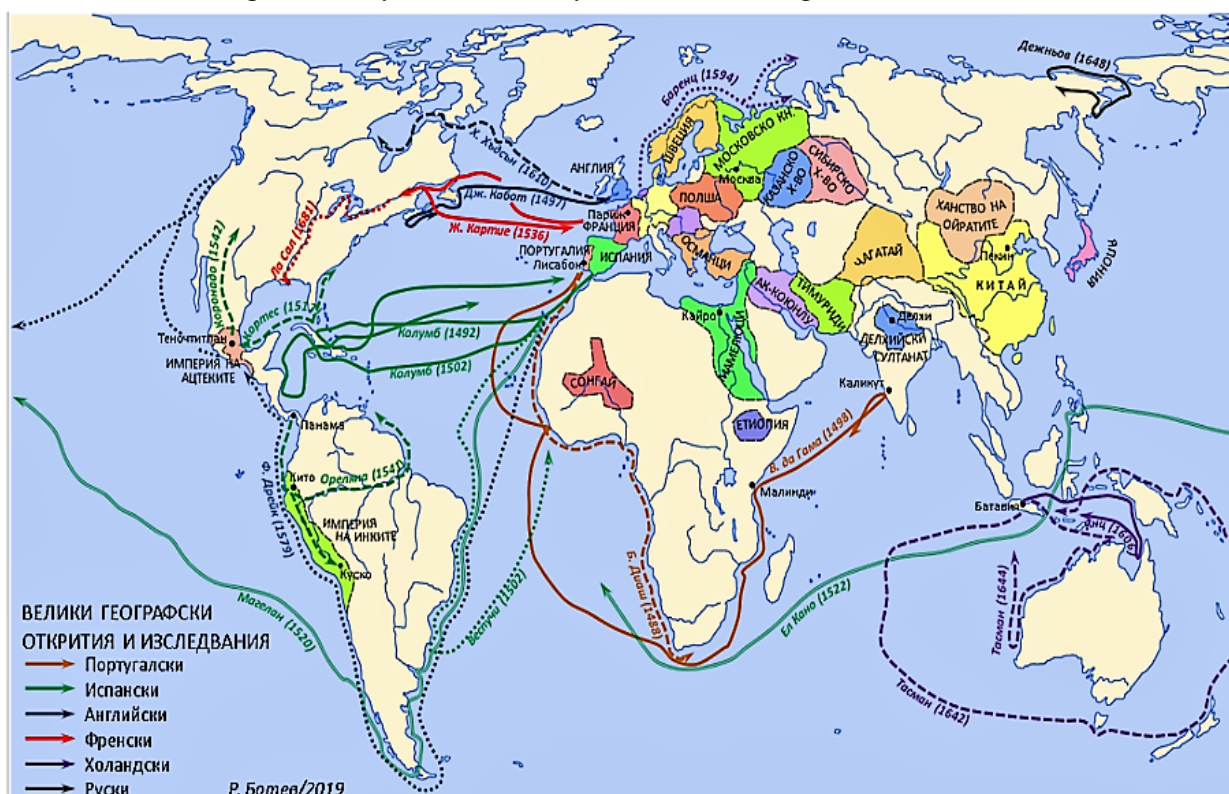 Дежньов (1648)
Баренц (1594)
Х. Хъдсън (1610)
ШВЕЦИЯ
МОСКОВСКО КН.
Москва
КАЗАНСКО
Х-ВО
СИБИРСКО
Х-ВО
АНГЛИЯ
Дж. Кабот (1497)
Ж. Картие (1536)
Париж
ФРАНЦИЯ
ПОЛША
ХАНСТВО НА
ОЙРАТИТЕ
Пекин
КИТАЙ
ЯПОНИЯ
ПОРТУГАЛИЯ
Лисабон
ИСПАНИЯ
ОСМАНЦИ
ЧАГАТАЙ
АК-КОЮНЛУ
ТИМУРИДИ
Ла Сал (1681)
Коронадо (1542)
Кортес (1517)
Теночтитлан
ИМПЕРИЯ НА
АЦТЕКИТЕ
Колумб (1492)
Колумб (1502)
Кайро
МАМЕЛЮЦИ
Делхи
ДЕЛХИЙСКИ
СУЛТАНАТ
СОНГАЙ
ЕТИОПИЯ
Каликут
В. да Гама (1498)
Малинди
Панама
Кито
Ореляна (1541)
Ф. Дрейк (1579)
ИМПЕРИЯ
НА ИНКИТЕ
Куско
Магелан (1520)
Веспучи (1502)
Б. Диаш (1488)
Ел Кано (1522)
Батавия
Тасман (1644)
Тасман (1642)
ВЕЛИКИ ГЕОГРАФСКИ
ОТКРИТИЯ И ИЗСЛЕДВАНИЯ
Португалски
Испански
Английски
Френски
Холандски
Руски
Р. Ботев/2019